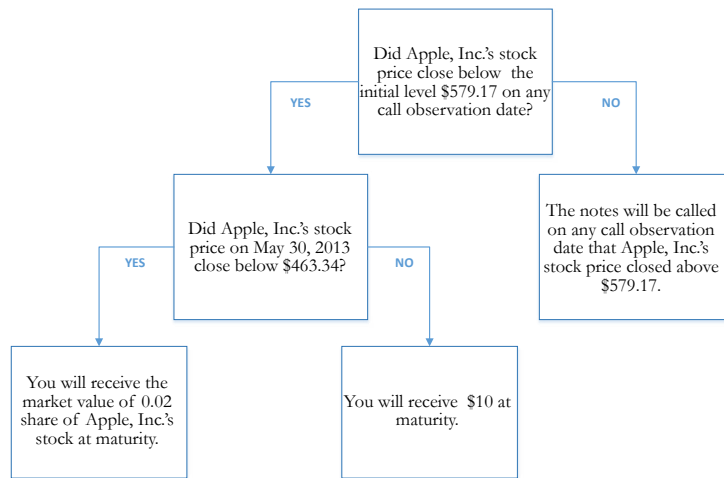 Did Apple, Inc.'s stock
price close below the
initial level $579.17 on any
call observation date?
YES
NO
Did Apple, Inc.'s stock
price on May 30, 2013
close below $463.34?
The notes will be called
on any call observation
date that Apple, Inc.'s
stock price closed above
$579.17.
YES
NO
You will receive the
market value of 0.02
share of Apple, Inc.'s
stock at maturity.
You will receive $10 at
maturity.